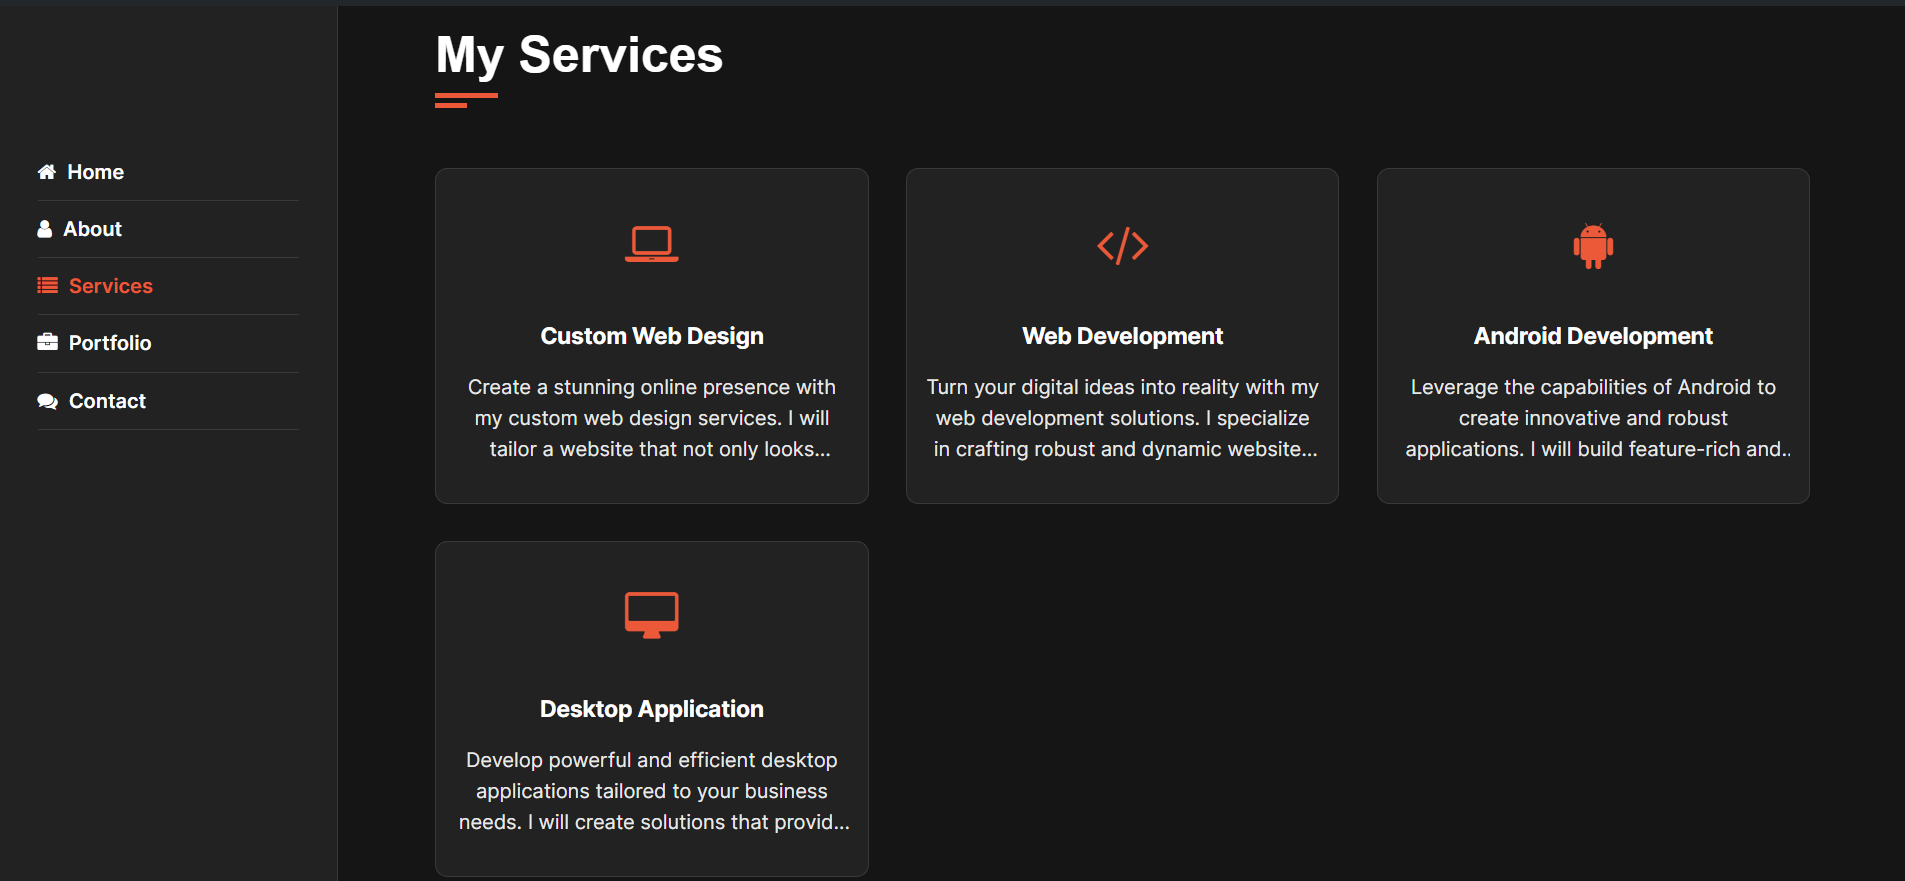 My Services
Home
About
Services
Portfolio
Contact
Custom Web Design
Create a stunning online presence with
my custom web design services. I will
tailor a website that not only looks...
Web Development
Turn your digital ideas into reality with my
web development solutions. I specialize
in crafting robust and dynamic website...
Android Development
Leverage the capabilities of Android to
create innovative and robust
applications. I will build feature-rich and..
Desktop Application
Develop powerful and efficient desktop
applications tailored to your business
needs. I will create solutions that provid...